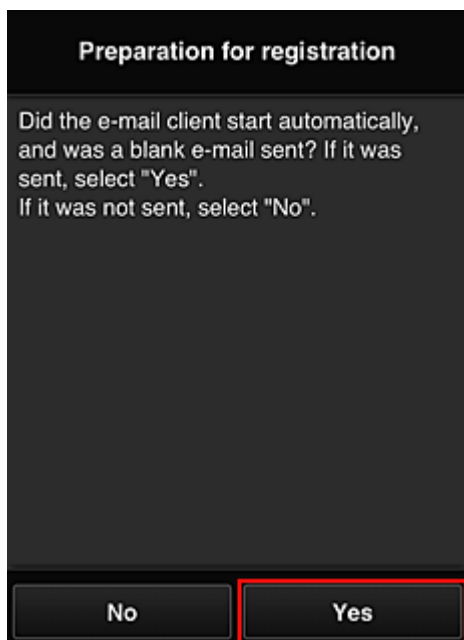 Preparation for registration
Did the e-mail client start automatically,
and was a blank e-mail sent? If it was
sent, select "Yes".
If it was not sent, select "No".
No
Yes